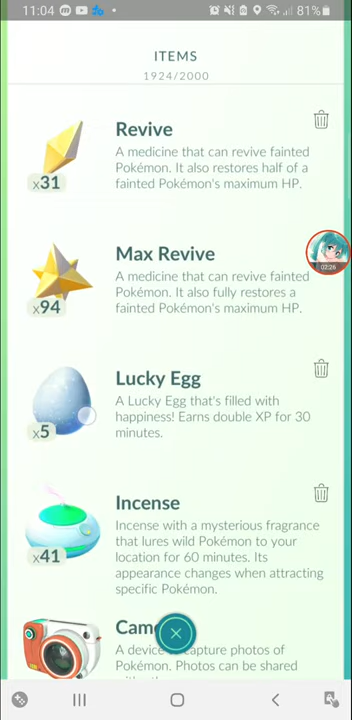 11:04
81%
ITEMS
1924/2000
Revive
A medicine that can revive fainted
Pokémon. It also restores half of a
fainted Pokémon's maximum HP.
x31
Max Revive
A medicine that can revive fainted
Pokémon. It also fully restores a
fainted Pokémon's maximum HP.
x94
02:26
Lucky Egg
A Lucky Egg that's filled with
happiness! Earns double XP for 30
minutes.
x5
Incense
Incense with a mysterious fragrance
that lures wild Pokémon to your
location for 60 minutes. Its
appearance changes when attracting
specific Pokémon.
x41
A device
capture photos of
Pokémon. Photos can be shared